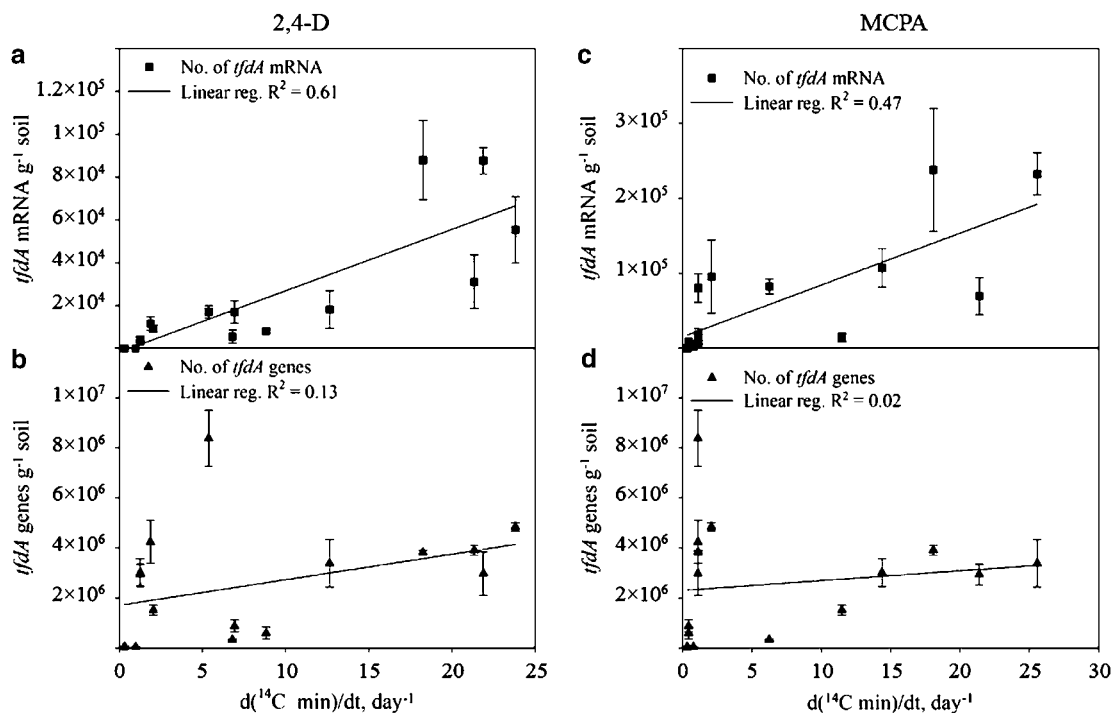 2,4-D
MCPA
a
No. of tfdA mRNA
Linear reg. R² = 0.61
1.2×10⁵
1×10⁵
8×10⁴
6×10⁴
4×10⁴
2×10⁴
tfdA mRNA g⁻¹ soil
c
No. of tfdA mRNA
Linear reg. R² = 0.47
3×10⁵
2×10⁵
1×10⁵
tfdA mRNA g⁻¹ soil
b
No. of tfdA genes
Linear reg. R² = 0.13
1×10⁷
8×10⁶
6×10⁶
4×10⁶
2×10⁶
tfdA genes g⁻¹ soil
0 5 10 15 20 25
d(¹⁴C min)/dt, day⁻¹
d
No. of tfdA genes
Linear reg. R² = 0.02
1×10⁷
8×10⁶
6×10⁶
4×10⁶
2×10⁶
tfdA genes g⁻¹ soil
0 5 10 15 20 25 30
d(¹⁴C min)/dt, day⁻¹